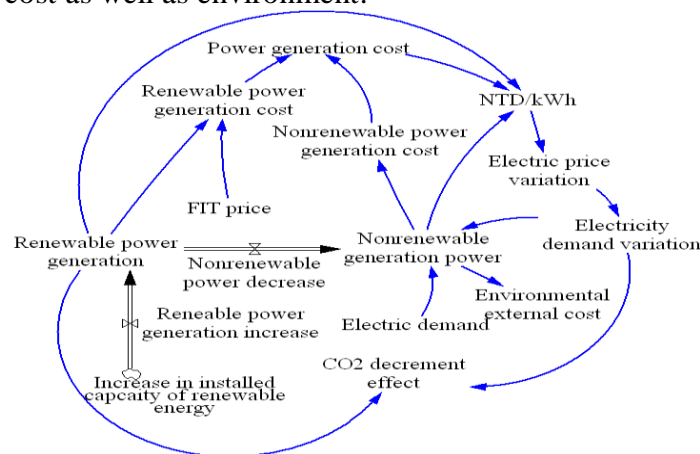 cost as well as environment.
Power generation cost
Renewable power
generation cost
NTD/kWh
Nonrenewable power
generation cost
Electric price
variation
FIT price
Electricity
demand variation
Renewable power
generation
Nonrenewable
power decrease
Nonrenewable
generation power
Environmental
external cost
Reneable power
generation increase
Electric demand
CO2 decrement
effect
Increase in installed
capcaity of renewable
energy